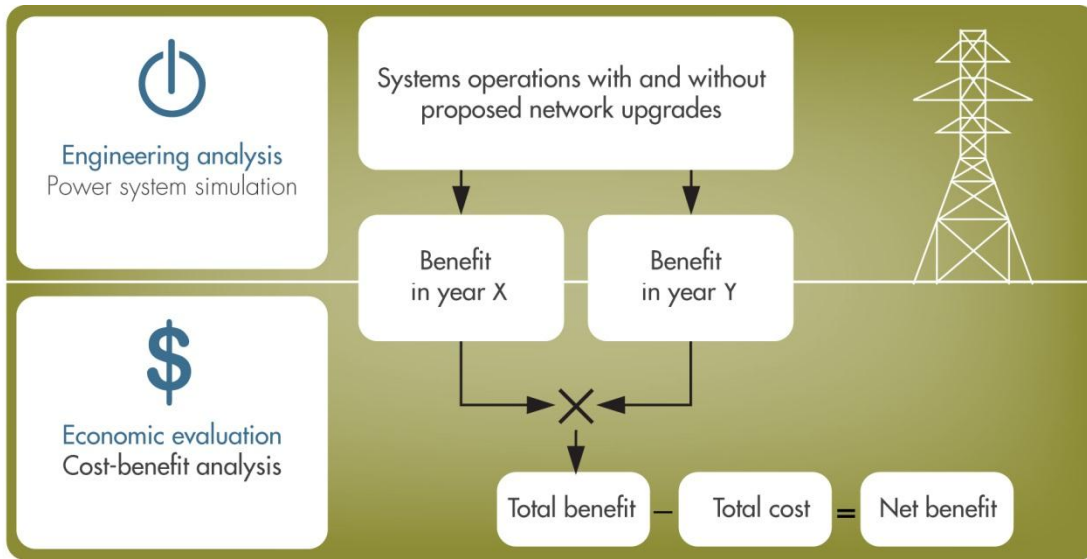 Engineering analysis
Power system simulation
Systems operations with and without
proposed network upgrades
Benefit
in year X
Benefit
in year Y
$
Economic evaluation
Cost-benefit analysis
Total benefit – Total cost = Net benefit